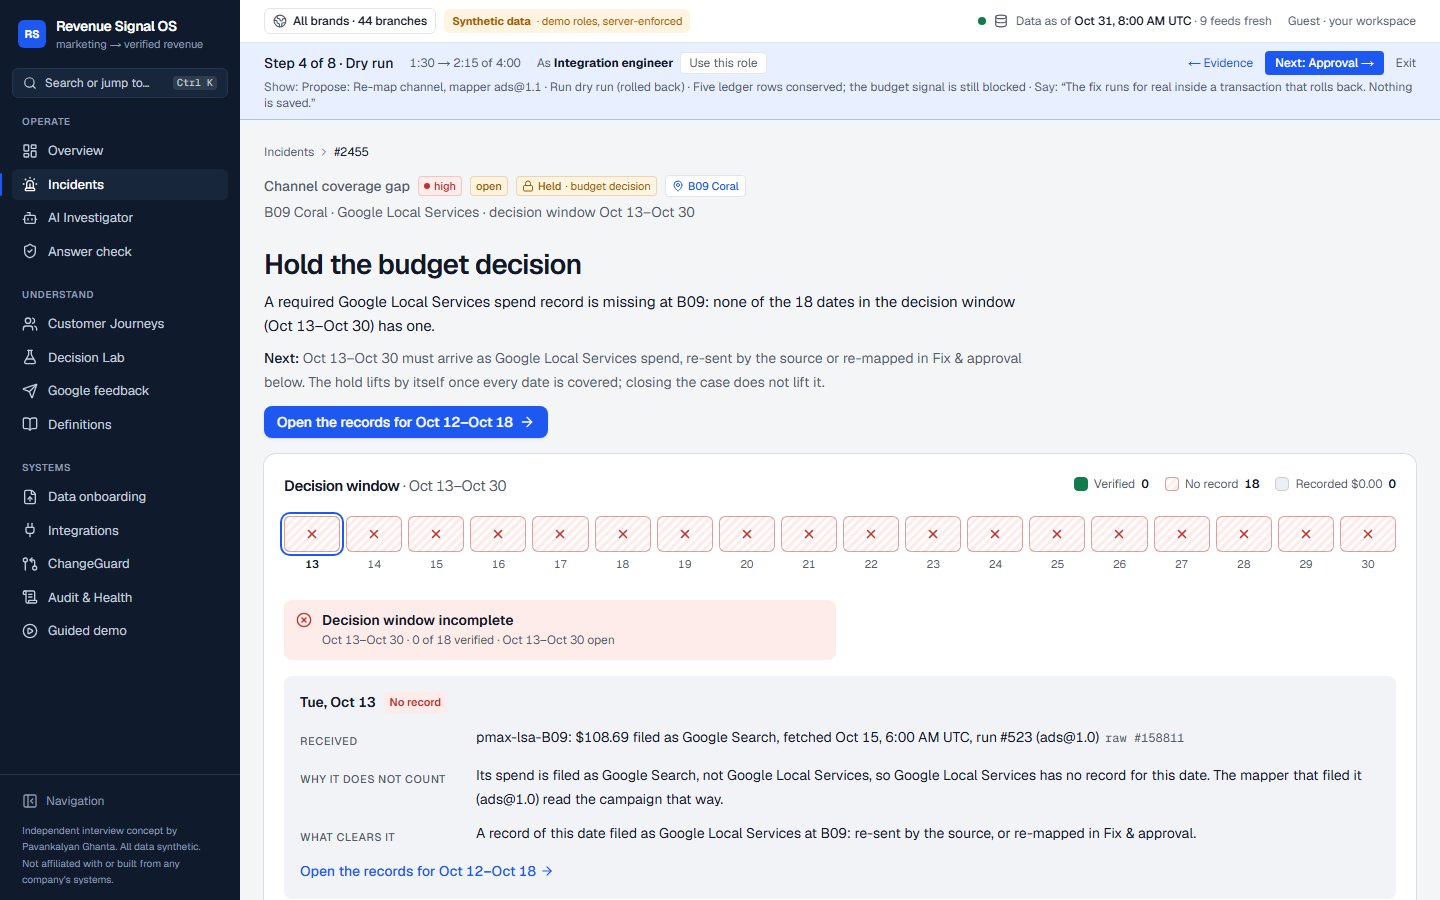 RS
Revenue Signal OS
marketing → verified revenue
Search or jump to... Ctrl K
OPERATE
Overview
Incidents
AI Investigator
Answer check
UNDERSTAND
Customer Journeys
Decision Lab
Google feedback
Definitions
SYSTEMS
Data onboarding
Integrations
ChangeGuard
Audit & Health
Guided demo
Navigation
Independent interview concept by
Pavankalyan Ghanta. All data synthetic.
Not affiliated with or built from any
company's systems.
All brands · 44 branches
Synthetic data · demo roles, server-enforced
Data as of Oct 31, 8:00 AM UTC · 9 feeds fresh
Guest · your workspace
Step 4 of 8 · Dry run 1:30 → 2:15 of 4:00 As Integration engineer Use this role
← Evidence Next: Approval → Exit
Show: Propose: Re-map channel, mapper ads@1.1 · Run dry run (rolled back) · Five ledger rows conserved; the budget signal is still blocked · Say: “The fix runs for real inside a transaction that rolls back. Nothing
is saved.”
Incidents > #2455
Channel coverage gap high open Held · budget decision B09 Coral
B09 Coral · Google Local Services · decision window Oct 13–Oct 30
Hold the budget decision
A required Google Local Services spend record is missing at B09: none of the 18 dates in the decision window
(Oct 13–Oct 30) has one.
Next: Oct 13–Oct 30 must arrive as Google Local Services spend, re-sent by the source or re-mapped in Fix & approval
below. The hold lifts by itself once every date is covered; closing the case does not lift it.
Open the records for Oct 12–Oct 18 →
Decision window · Oct 13–Oct 30
Verified 0 No record 18 Recorded $0.00 0
13 14 15 16 17 18 19 20 21 22 23 24 25 26 27 28 29 30
Decision window incomplete
Oct 13–Oct 30 · 0 of 18 verified · Oct 13–Oct 30 open
Tue, Oct 13 No record
RECEIVED pmax-lsa-B09: $108.69 filed as Google Search, fetched Oct 15, 6:00 AM UTC, run #523 (ads@1.0) raw #158811
WHY IT DOES NOT COUNT Its spend is filed as Google Search, not Google Local Services, so Google Local Services has no record for this date. The mapper that filed it
(ads@1.0) read the campaign that way.
WHAT CLEARS IT A record of this date filed as Google Local Services at B09: re-sent by the source, or re-mapped in Fix & approval.
Open the records for Oct 12–Oct 18 →